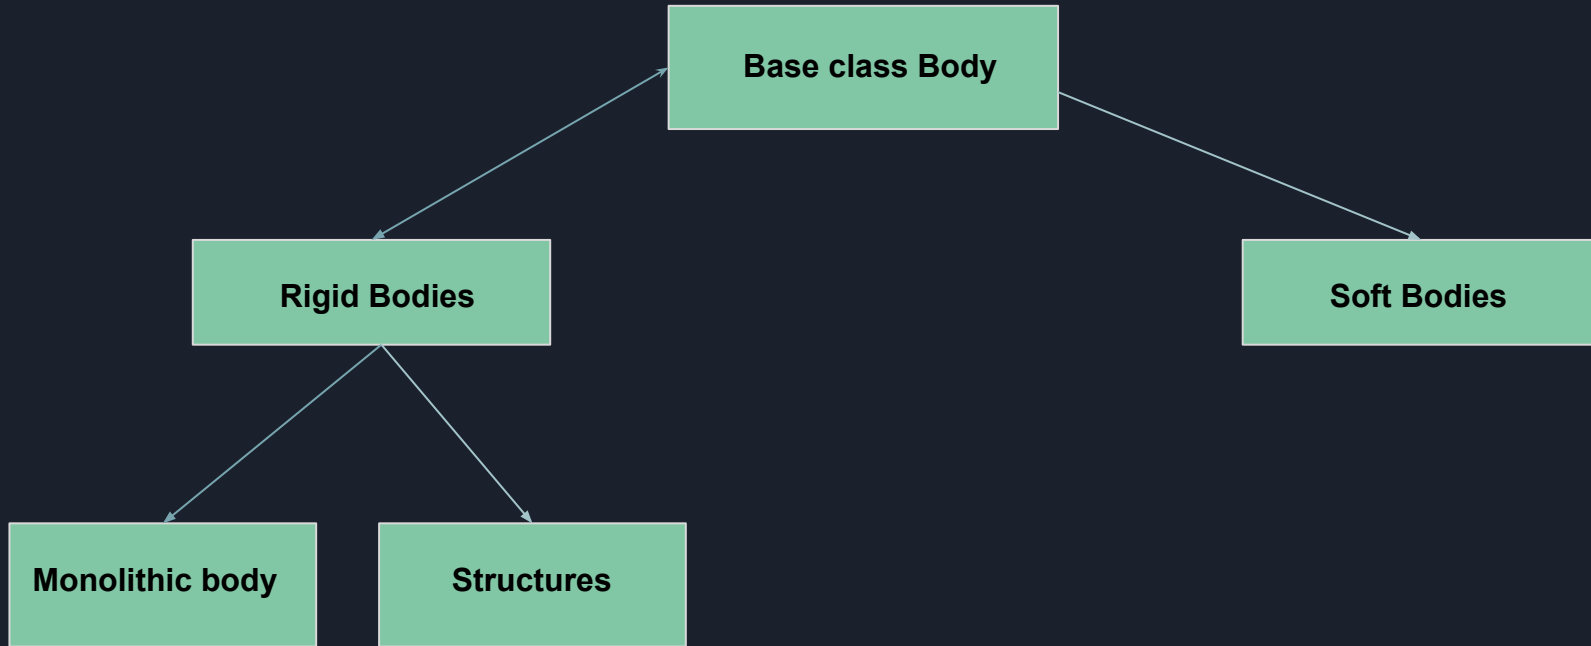 Base class Body
Rigid Bodies
Soft Bodies
Monolithic body
Structures